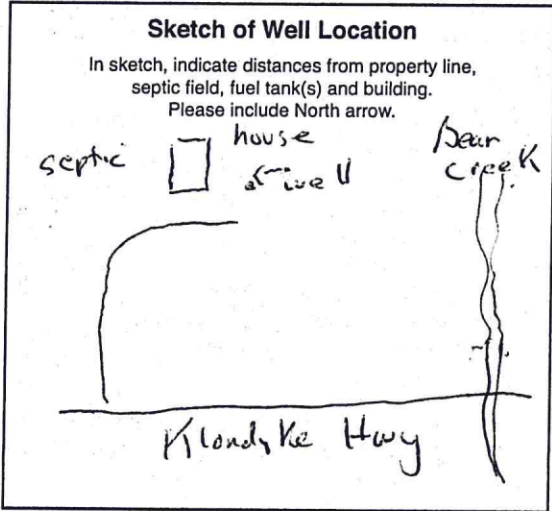 Sketch of Well Location
In sketch, indicate distances from property line,
septic field, fuel tank(s) and building.
Please include North arrow.
septic
house
well
Bear
Creek
Klondyke Hwy